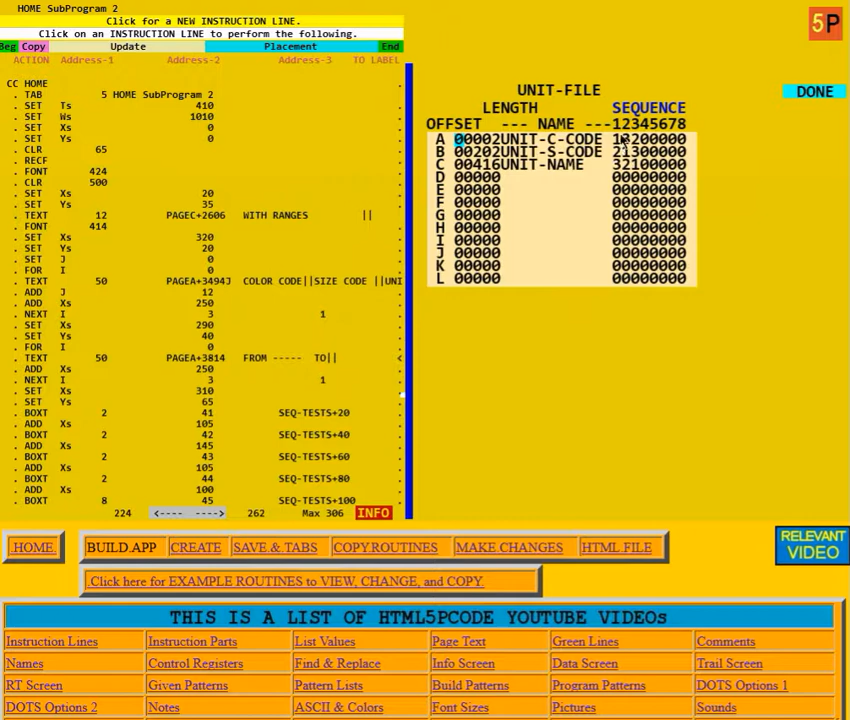 HOME SubProgram 2
Click for a NEW INSTRUCTION LINE.
Click on an INSTRUCTION LINE to perform the following.
Beg Copy Update Placement End
ACTION Address-1 Address-2 Address-3 TO LABEL
CC HOME .
. TAB 5 HOME SubProgram 2 .
. SET Ts 410 .
. SET Ws 1010 .
. SET Xs 0 .
. SET Ys 0 .
. CLR 65 .
. RECF .
. FONT 424 .
. CLR 500 .
. SET Xs 20 .
. SET Ys 35 .
. TEXT 12 PAGEC+2606 WITH RANGES || .
. FONT 414 .
. SET Xs 320 .
. SET Ys 20 .
. SET J 0 .
. FOR I 0 .
. TEXT 50 PAGEA+3494J COLOR CODE||SIZE CODE ||UNI
. ADD J 12 .
. ADD Xs 250 .
. NEXT I 3 1 .
. SET Xs 290 .
. SET Ys 40 .
. FOR I 0 .
. TEXT 50 PAGEA+3814 FROM ----- TO|| <
. ADD Xs 250 .
. NEXT I 3 1 .
. SET Xs 310 .
. SET Ys 65 .
. BOXT 2 41 SEQ-TESTS+20 .
. ADD Xs 105 .
. BOXT 2 42 SEQ-TESTS+40 .
. ADD Xs 145 .
. BOXT 2 43 SEQ-TESTS+60 .
. ADD Xs 105 .
. BOXT 2 44 SEQ-TESTS+80 .
. ADD Xs 100 .
. BOXT 8 45 SEQ-TESTS+100 .
224 <---- ----> 262 Max 306 INFO
5P
UNIT-FILE
DONE
LENGTH SEQUENCE
OFFSET --- NAME ---12345678
A 00002UNIT-C-CODE 13200000
B 00202UNIT-S-CODE 21300000
C 00416UNIT-NAME 32100000
D 00000 00000000
E 00000 00000000
F 00000 00000000
G 00000 00000000
H 00000 00000000
I 00000 00000000
J 00000 00000000
K 00000 00000000
L 00000 00000000
.HOME. BUILD.APP CREATE SAVE & TABS COPY.ROUTINES MAKE CHANGES HTML FILE
RELEVANT
VIDEO
.Click here for EXAMPLE ROUTINES to VIEW, CHANGE, and COPY.
THIS IS A LIST OF HTML5PCODE YOUTUBE VIDEOs
Instruction Lines Instruction Parts List Values Page Text Green Lines Comments
Names Control Registers Find & Replace Info Screen Data Screen Trail Screen
RT Screen Given Patterns Pattern Lists Build Patterns Program Patterns DOTS Options 1
DOTS Options 2 Notes ASCII & Colors Font Sizes Pictures Sounds